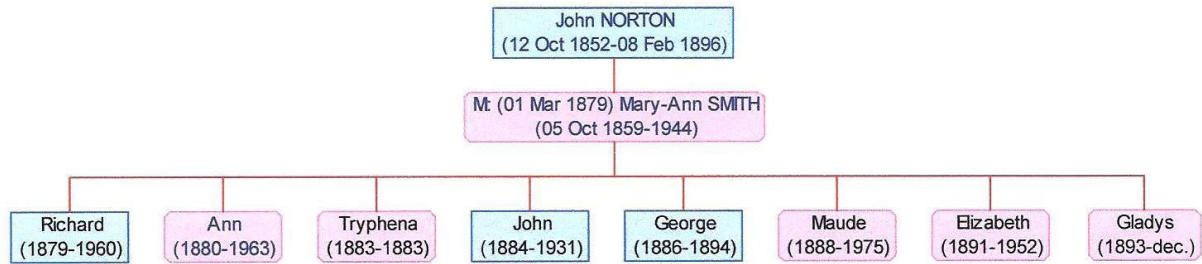 John NORTON
(12 Oct 1852-08 Feb 1896)
M: (01 Mar 1879) Mary-Ann SMITH
(05 Oct 1859-1944)
Richard
(1879-1960)
Ann
(1880-1963)
Tryphena
(1883-1883)
John
(1884-1931)
George
(1886-1894)
Maude
(1888-1975)
Elizabeth
(1891-1952)
Gladys
(1893-dec.)